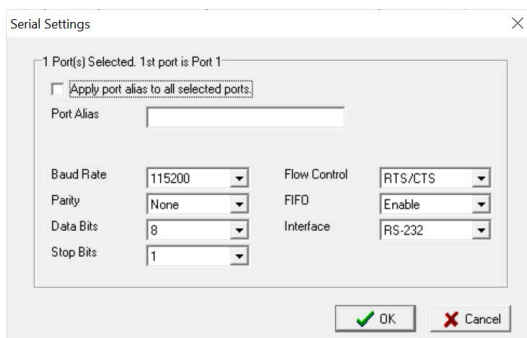 Serial Settings
1 Port(s) Selected. 1st port is Port 1
Apply port alias to all selected ports.
Port Alias
Baud Rate 115200 Flow Control RTS/CTS
Parity None FIFO Enable
Data Bits 8 Interface RS-232
Stop Bits 1
OK Cancel